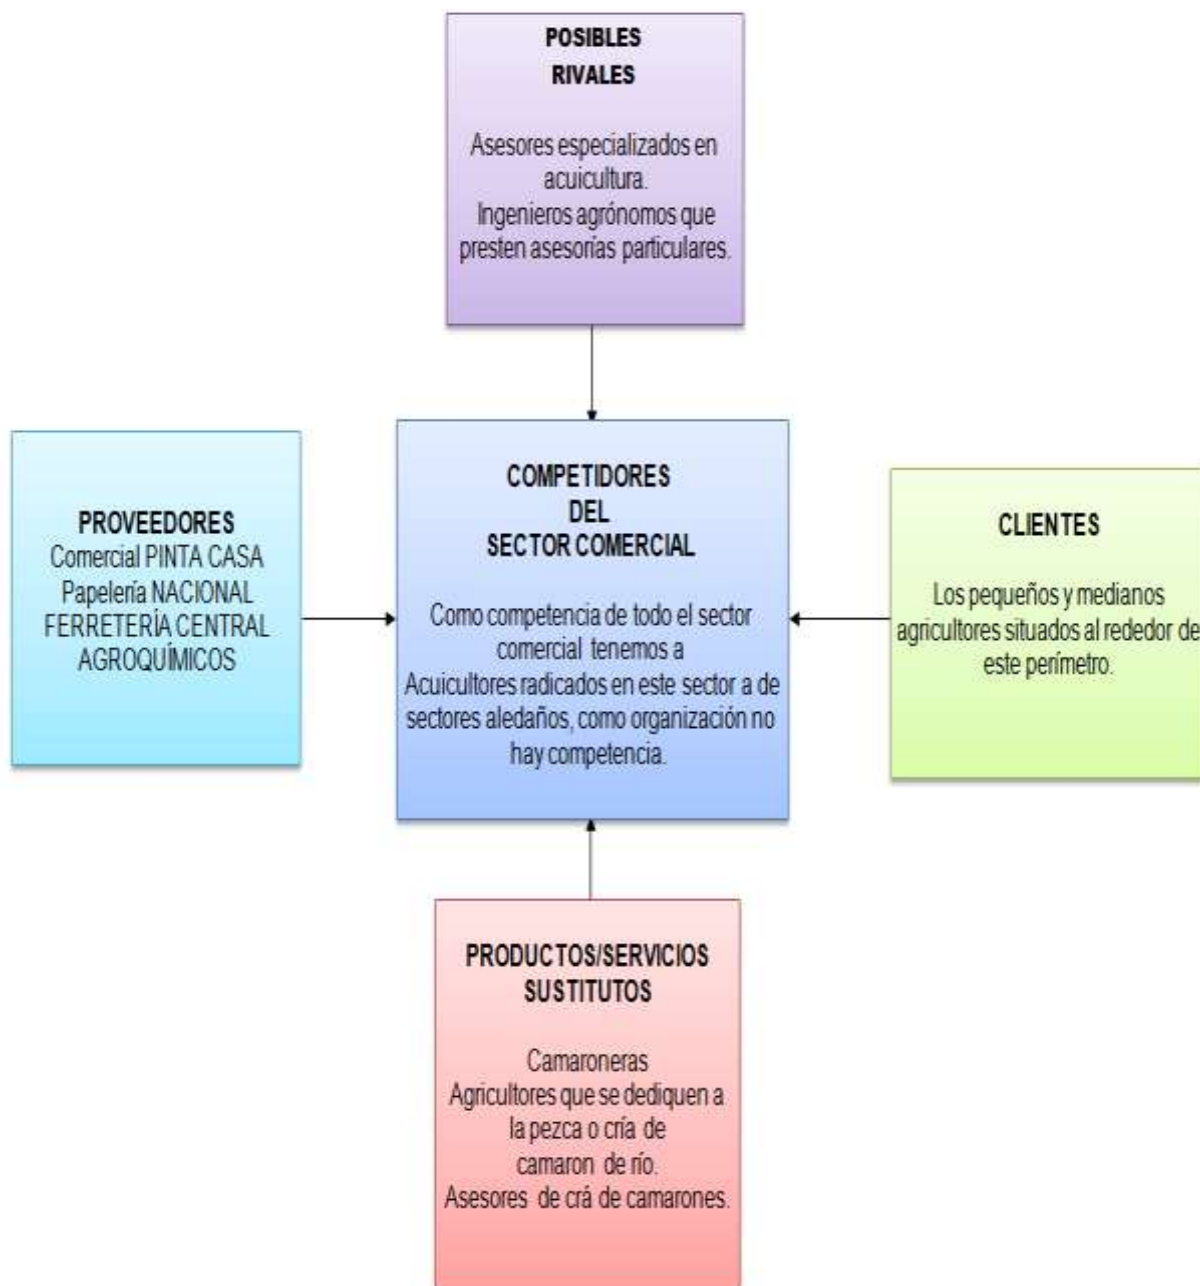 POSIBLES
RIVALES
Asesores especializados en
acuicultura.
Ingenieros agrónomos que
presten asesorías particulares.
PROVEEDORES
Comercial PINTA CASA
Papelería NACIONAL
FERRETERÍA CENTRAL
AGROQUÍMICOS
COMPETIDORES
DEL
SECTOR COMERCIAL
Como competencia de todo el sector
comercial tenemos a
Acuicultores radicados en este sector a de
sectores aledaños, como organización no
hay competencia.
CLIENTES
Los pequeños y medianos
agricultores situados al rededor de
este perímetro.
PRODUCTOS/SERVICIOS
SUSTITUTOS
Camaroneras
Agricultores que se dediquen a
la pezca o cría de
camaron de río.
Asesores de crá de camarones.